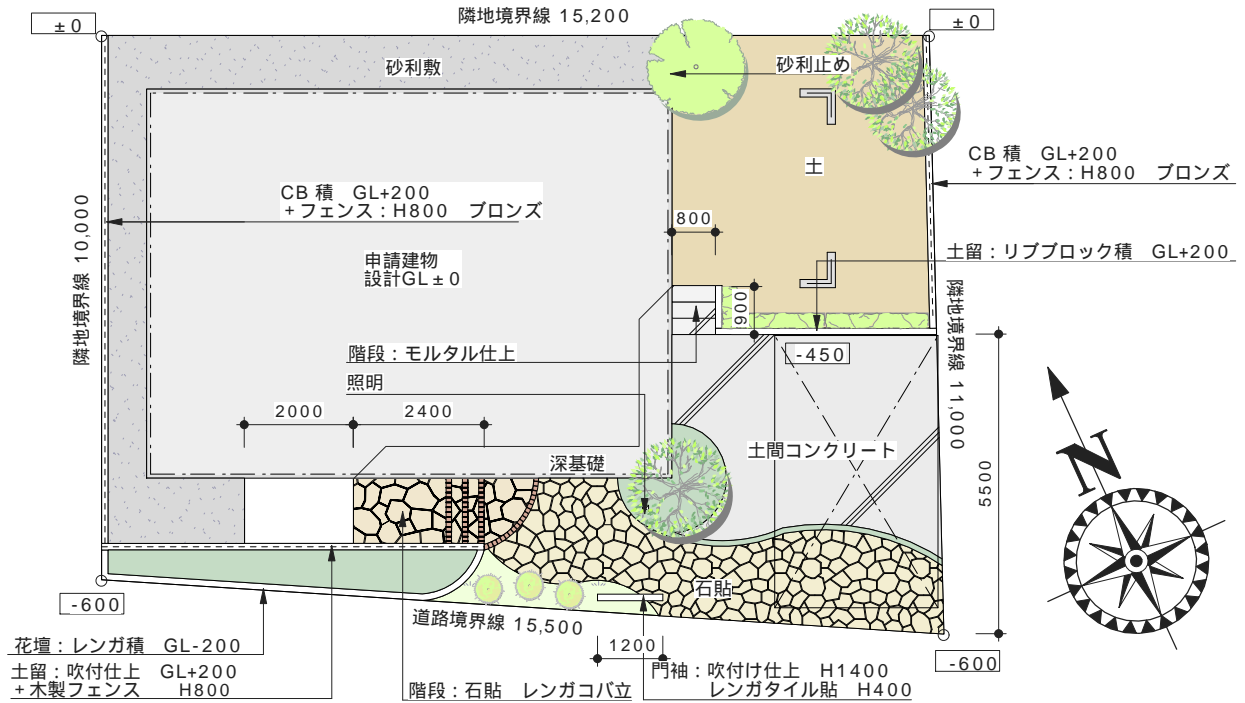 隣地境界線 15,200
±0
±0
砂利敷
砂利止め
CB 積　GL+200
+フェンス:H800　ブロンズ
土
CB 積　GL+200
+フェンス:H800　ブロンズ
800
隣地境界線 10,000
申請建物
設計GL±0
土留:リブブロック積　GL+200
900
隣地境界線 11,000
階段:モルタル仕上
-450
照明
2000
2400
土間コンクリート
深基礎
5500
N
石貼
-600
道路境界線 15,500
花壇:レンガ積　GL-200
1200
-600
土留:吹付仕上　GL+200
+木製フェンス　　H800
階段:石貼　レンガコバ立
門袖:吹付け仕上　H1400
レンガタイル貼　H400